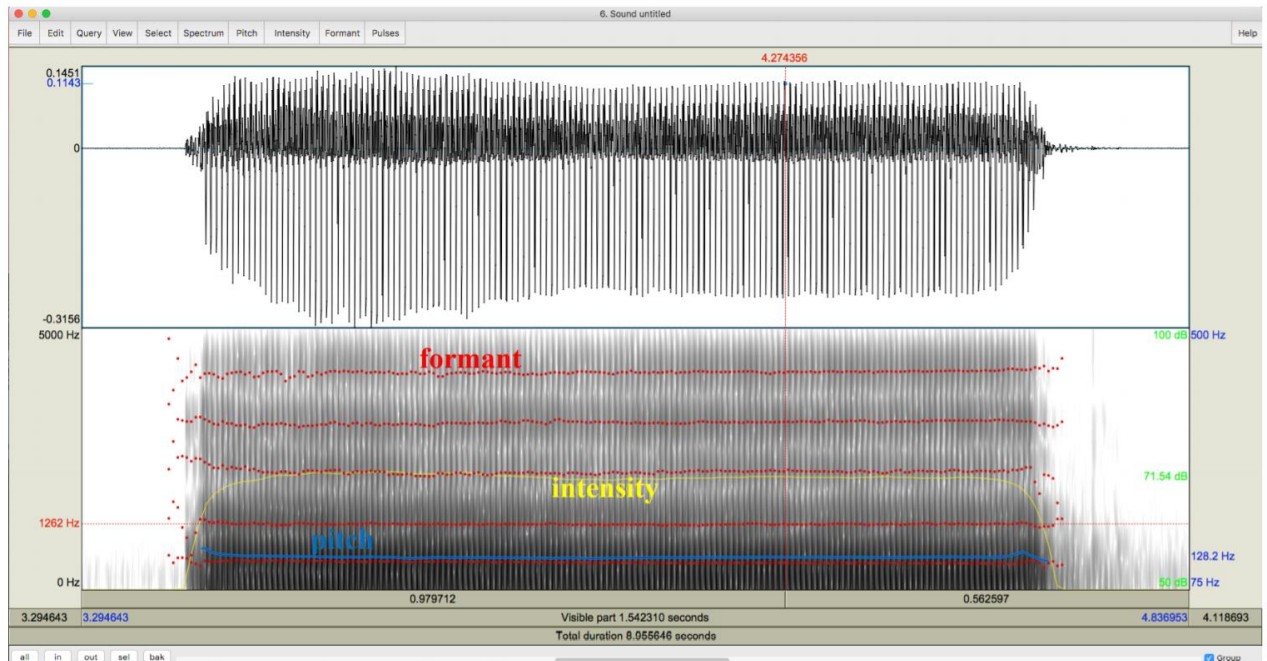 6. Sound untitled
File Edit Query View Select Spectrum Pitch Intensity Formant Pulses Help
4.274356
0.1451
0.1143
0
-0.3156
5000 Hz 100 dB 500 Hz
formant
71.54 dB
intensity
1262 Hz
pitch
128.2 Hz
0 Hz 50 dB 75 Hz
0.979712 0.562597
3.294643 3.294643 Visible part 1.542310 seconds 4.836953 4.118693
Total duration 8.955646 seconds
all in out sel bak Group